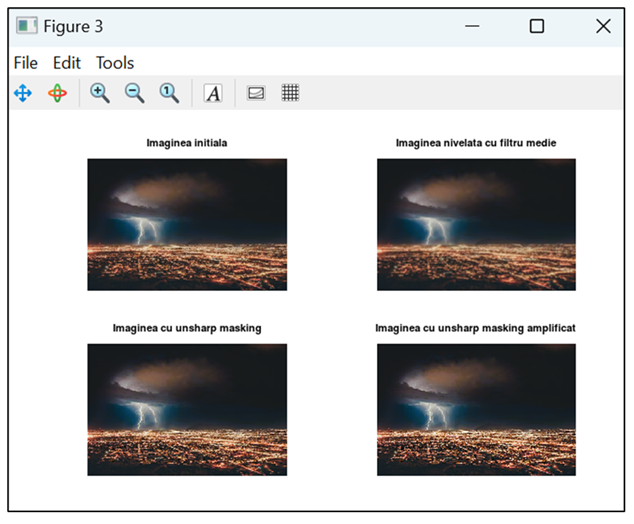 Figure 3
File Edit Tools
1 A
Imaginea initiala
Imaginea nivelata cu filtru medie
Imaginea cu unsharp masking
Imaginea cu unsharp masking amplificat